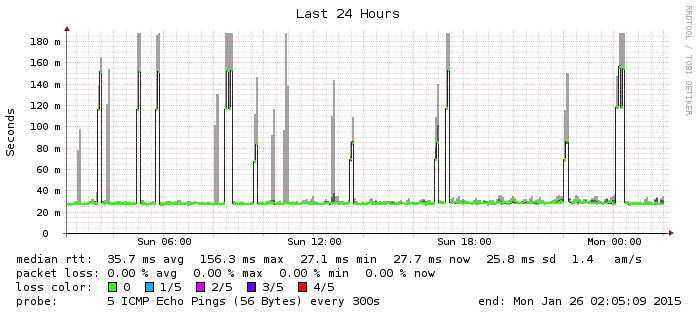 Last 24 Hours
RRDTOOL / TOBI OETIKER
Seconds
180 m
160 m
140 m
120 m
100 m
80 m
60 m
40 m
20 m
0
Sun 06:00 Sun 12:00 Sun 18:00 Mon 00:00
median rtt: 35.7 ms avg 156.3 ms max 27.1 ms min 27.7 ms now 25.8 ms sd 1.4 am/s
packet loss: 0.00 % avg 0.00 % max 0.00 % min 0.00 % now
loss color: 0 1/5 2/5 3/5 4/5
probe: 5 ICMP Echo Pings (56 Bytes) every 300s end: Mon Jan 26 02:05:09 2015